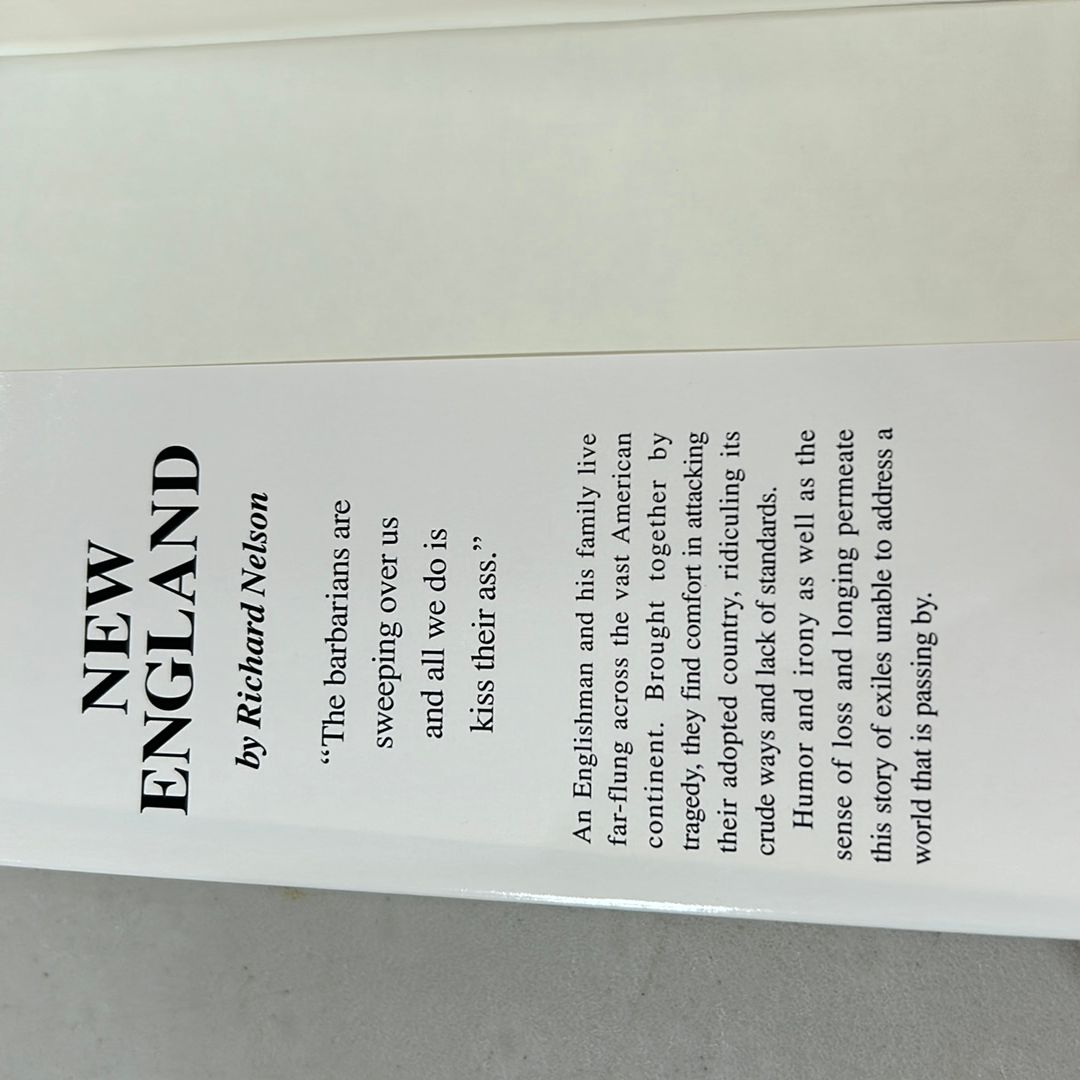 NEW
ENGLAND
by Richard Nelson
“The barbarians are
sweeping over us
and all we do is
kiss their ass.”
An Englishman and his family live
far-flung across the vast American
continent. Brought together by
tragedy, they find comfort in attacking
their adopted country, ridiculing its
crude ways and lack of standards.
Humor and irony as well as the
sense of loss and longing permeate
this story of exiles unable to address a
world that is passing by.